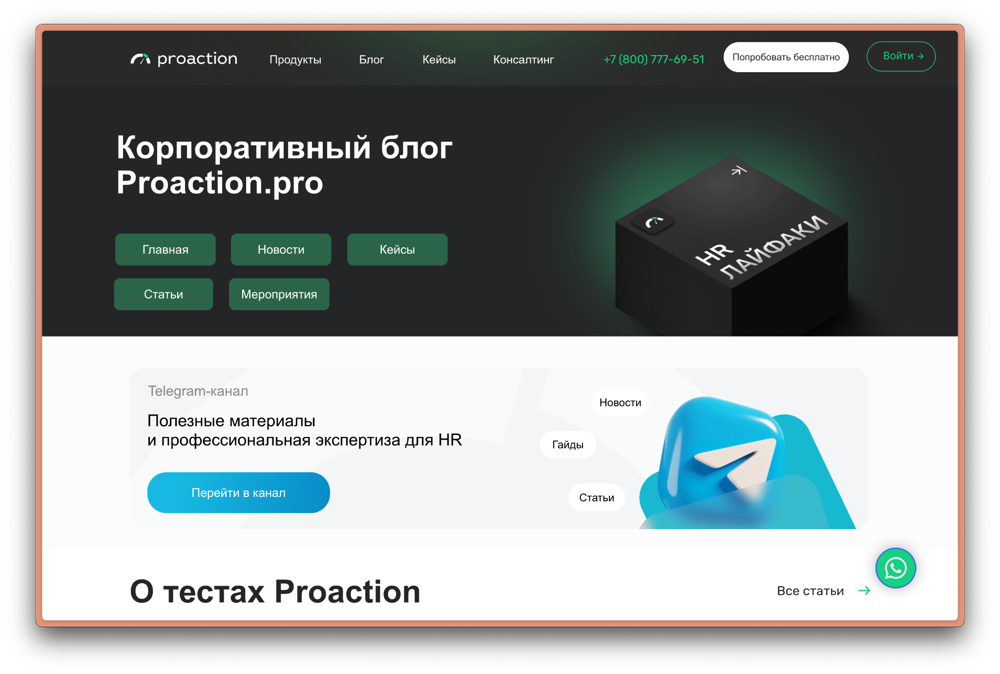 proaction
Продукты
Блог
Кейсы
Консалтинг
+7 (800) 777-69-51
Попробовать бесплатно
Войти →
Корпоративный блог
Proaction.pro
Главная
Новости
Кейсы
Статьи
Мероприятия
HR
ЛАЙФАКИ
Telegram-канал
Полезные материалы
и профессиональная экспертиза для HR
Перейти в канал
Новости
Гайды
Статьи
О тестах Proaction
Все статьи →